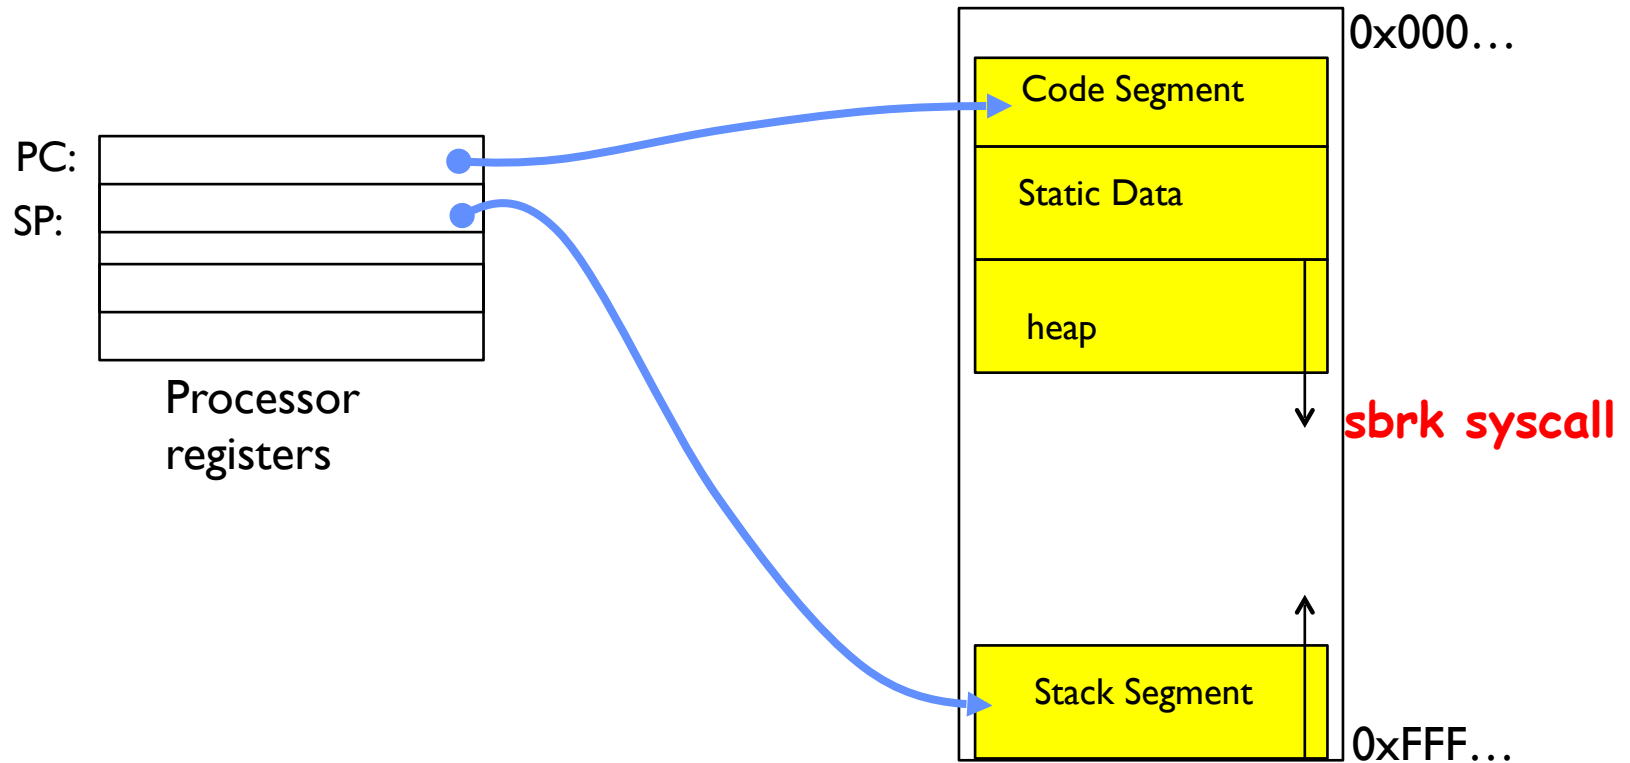 0x000…
Code Segment
PC:
Static Data
SP:
heap
Processor
registers
sbrk syscall
Stack Segment
0xFFF…